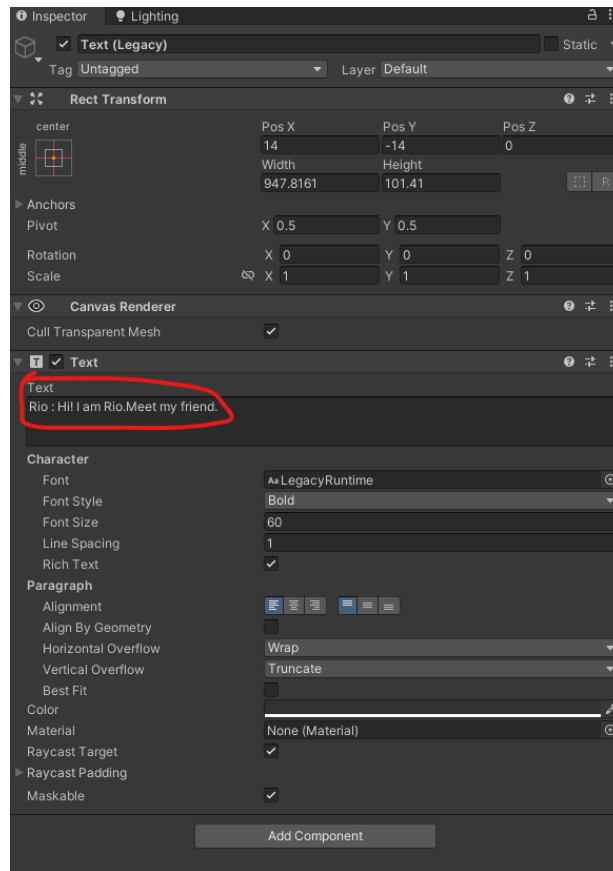 Inspector Lighting
Text (Legacy) Static
Tag Untagged Layer Default
Rect Transform
center Pos X Pos Y Pos Z
middle 14 -14 0
Width Height
947.8161 101.41 R
Anchors
Pivot X 0.5 Y 0.5
Rotation X 0 Y 0 Z 0
Scale X 1 Y 1 Z 1
Canvas Renderer
Cull Transparent Mesh
T Text
Text
Rio : Hi! I am Rio.Meet my friend.
Character
Font Aa LegacyRuntime
Font Style Bold
Font Size 60
Line Spacing 1
Rich Text
Paragraph
Alignment
Align By Geometry
Horizontal Overflow Wrap
Vertical Overflow Truncate
Best Fit
Color
Material None (Material)
Raycast Target
Raycast Padding
Maskable
Add Component